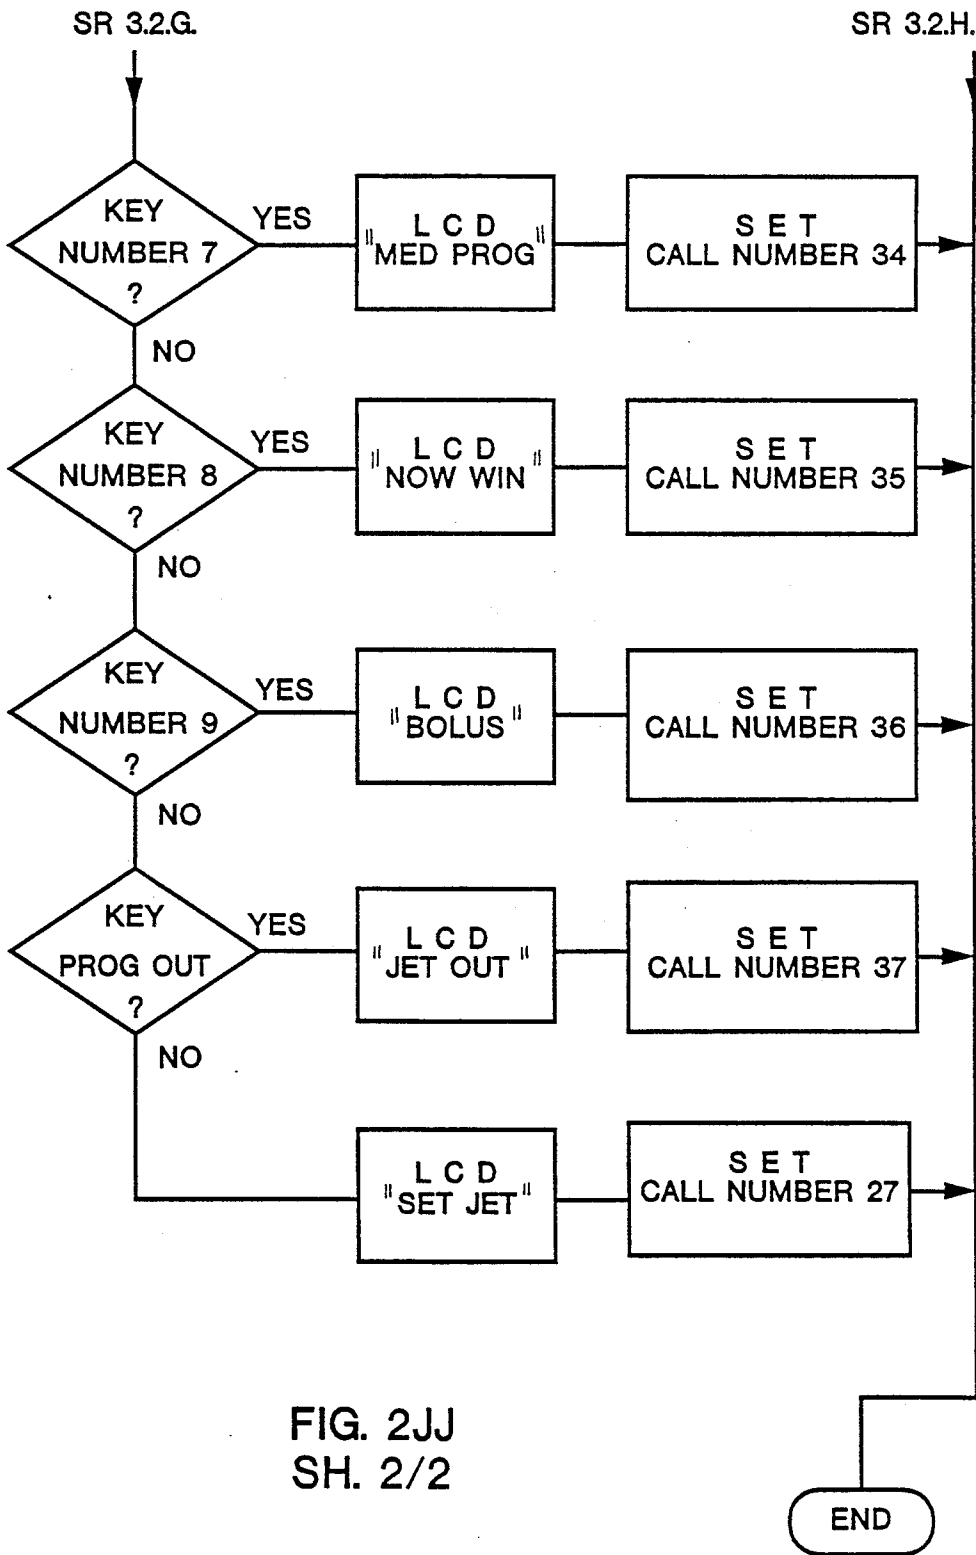 SR 3.2.G.
SR 3.2.H.
KEY
NUMBER 7
?
YES
L C D
"MED PROG"
S E T
CALL NUMBER 34
NO
KEY
NUMBER 8
?
YES
L C D
"NOW WIN"
S E T
CALL NUMBER 35
NO
KEY
NUMBER 9
?
YES
L C D
"BOLUS"
S E T
CALL NUMBER 36
NO
KEY
PROG OUT
?
YES
L C D
"JET OUT"
S E T
CALL NUMBER 37
NO
L C D
"SET JET"
S E T
CALL NUMBER 27
FIG. 2JJ
SH. 2/2
END